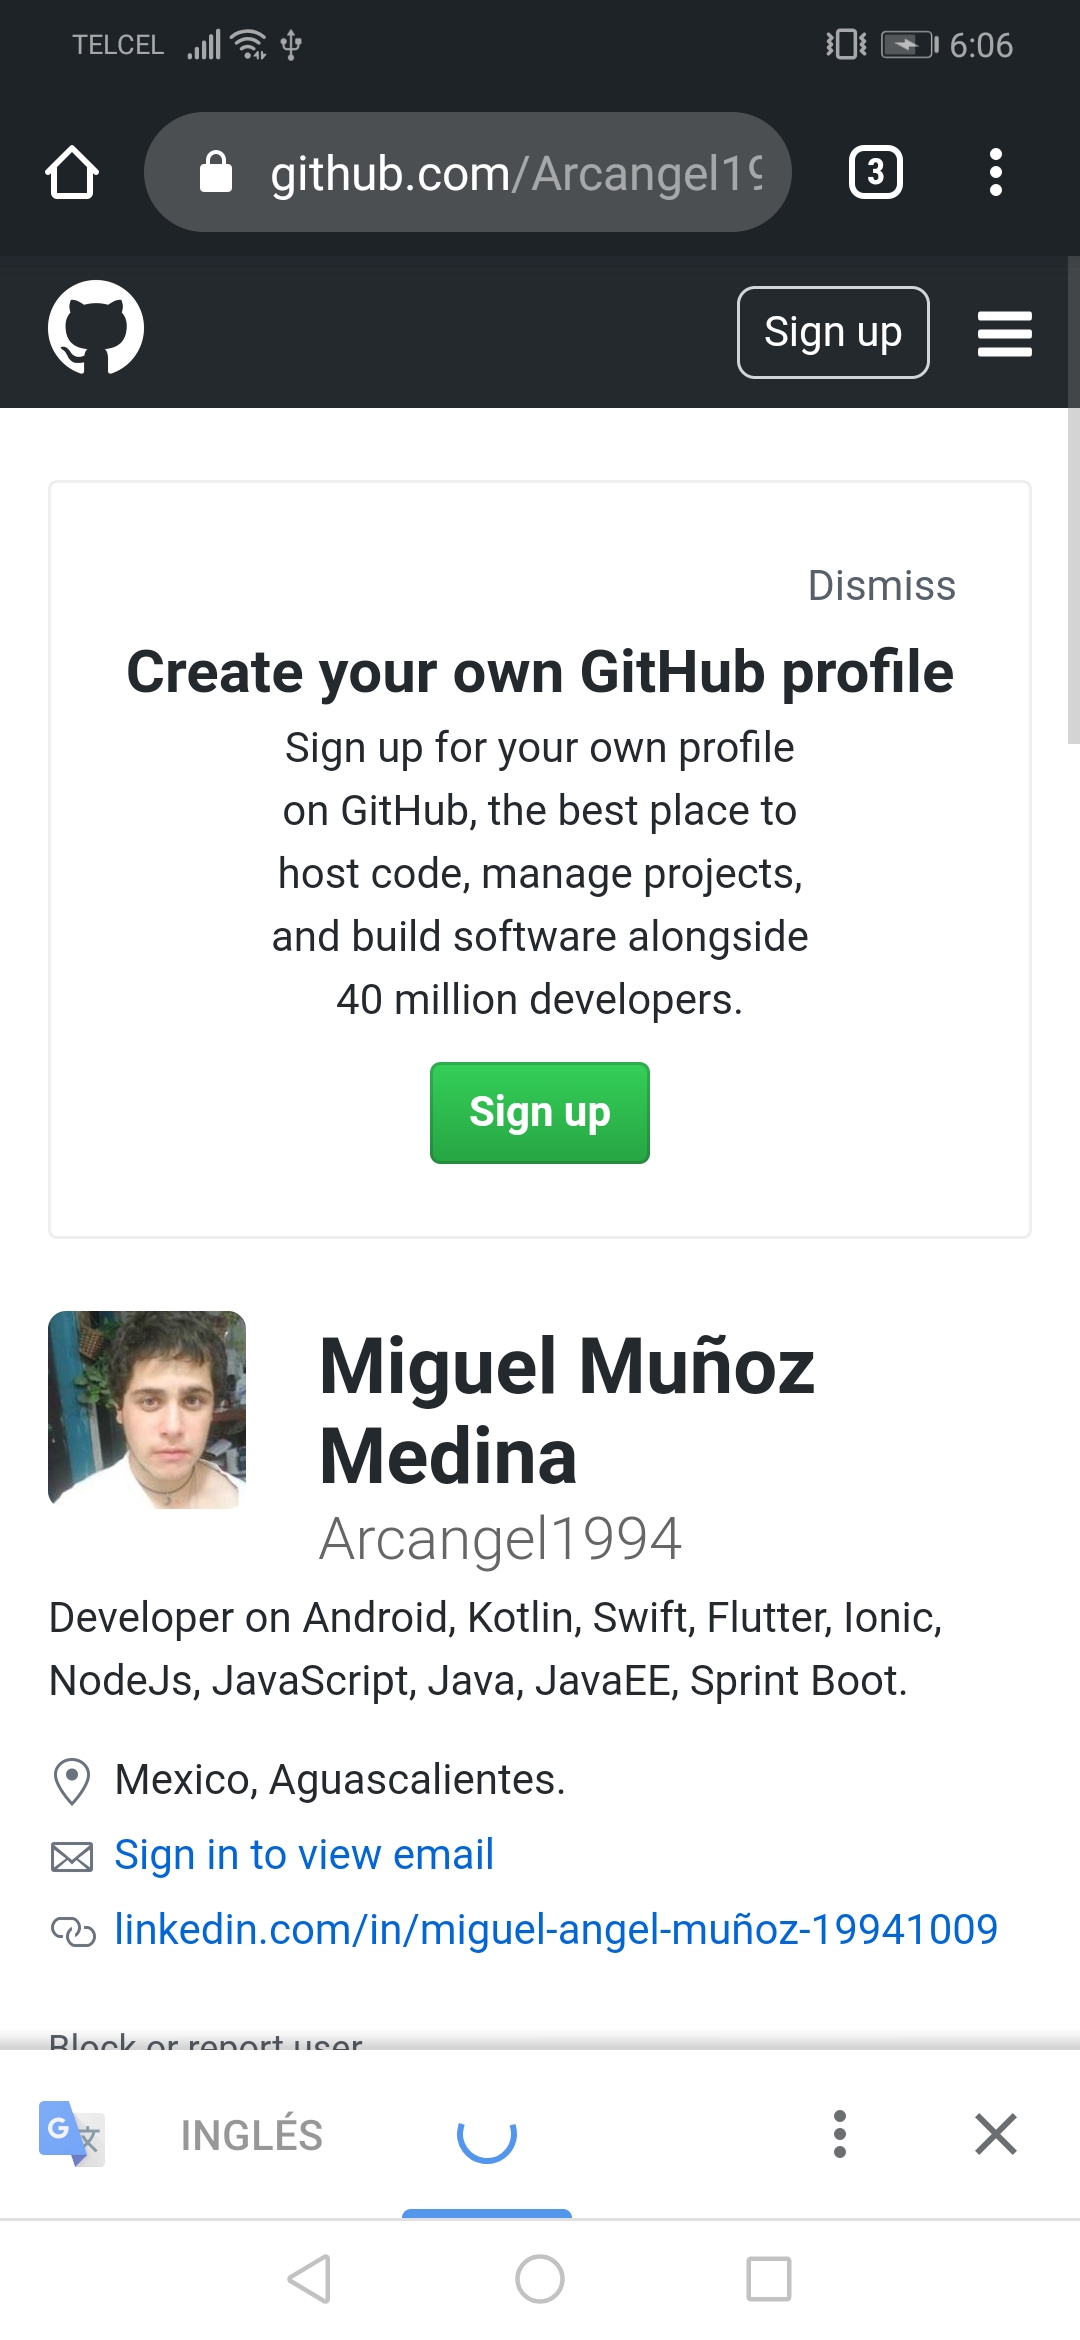 TELCEL 6:06
github.com/Arcangel19
3
Sign up
Dismiss
Create your own GitHub profile
Sign up for your own profile
on GitHub, the best place to
host code, manage projects,
and build software alongside
40 million developers.
Sign up
Miguel Muñoz
Medina
Arcangel1994
Developer on Android, Kotlin, Swift, Flutter, Ionic,
NodeJs, JavaScript, Java, JavaEE, Sprint Boot.
Mexico, Aguascalientes.
Sign in to view email
linkedin.com/in/miguel-angel-muñoz-19941009
Block or report user
G 文
INGLÉS